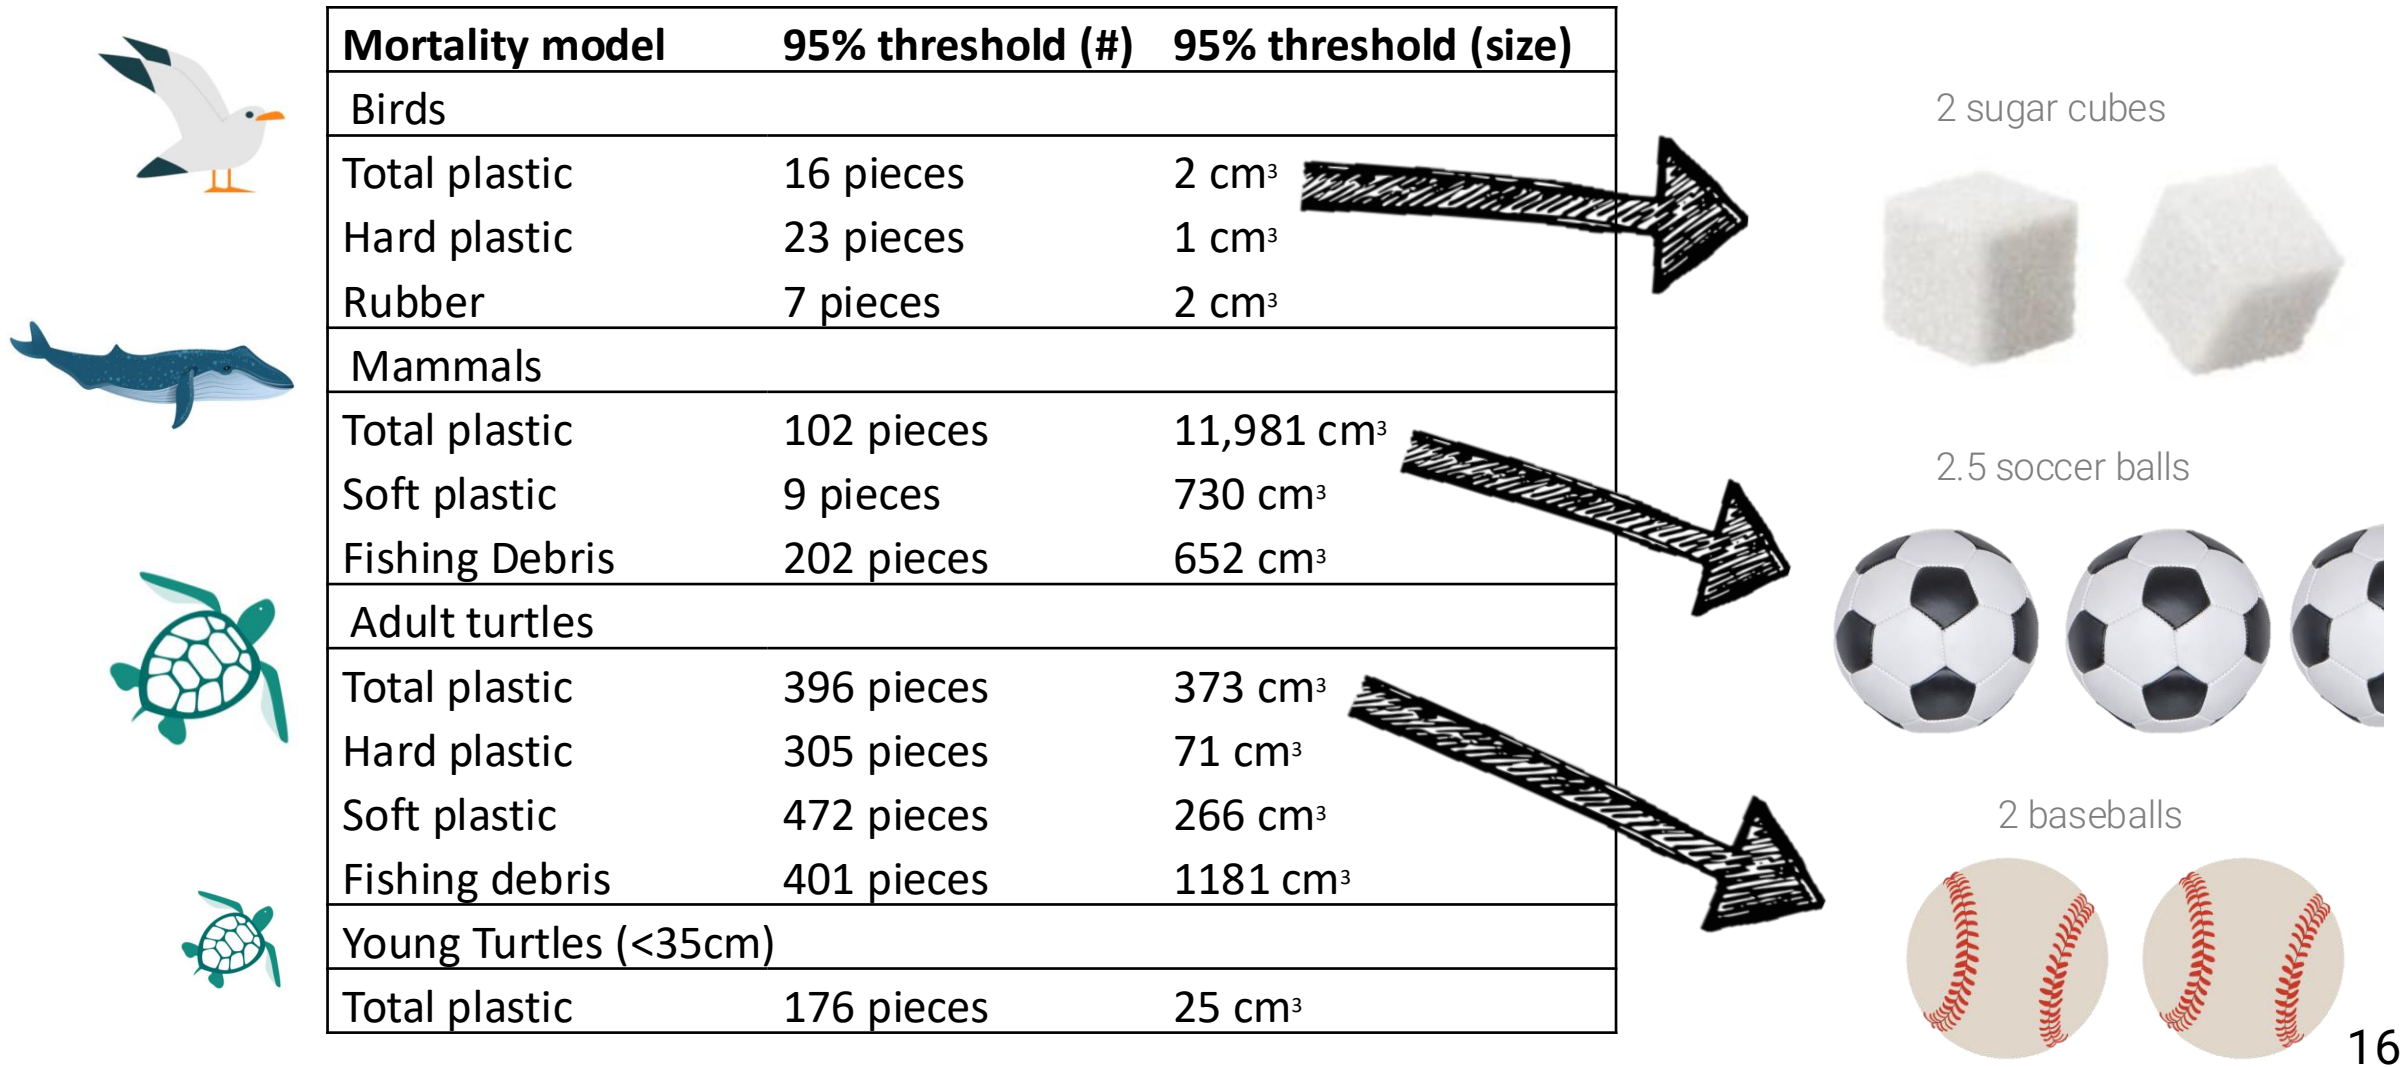 Mortality model 95% threshold (#) 95% threshold (size)
Birds
Total plastic 16 pieces 2 cm³
2 sugar cubes
Hard plastic 23 pieces 1 cm³
Rubber 7 pieces 2 cm³
Mammals
Total plastic 102 pieces 11,981 cm³
2.5 soccer balls
Soft plastic 9 pieces 730 cm³
Fishing Debris 202 pieces 652 cm³
Adult turtles
Total plastic 396 pieces 373 cm³
Hard plastic 305 pieces 71 cm³
Soft plastic 472 pieces 266 cm³
2 baseballs
Fishing debris 401 pieces 1181 cm³
Young Turtles (<35cm)
Total plastic 176 pieces 25 cm³
16